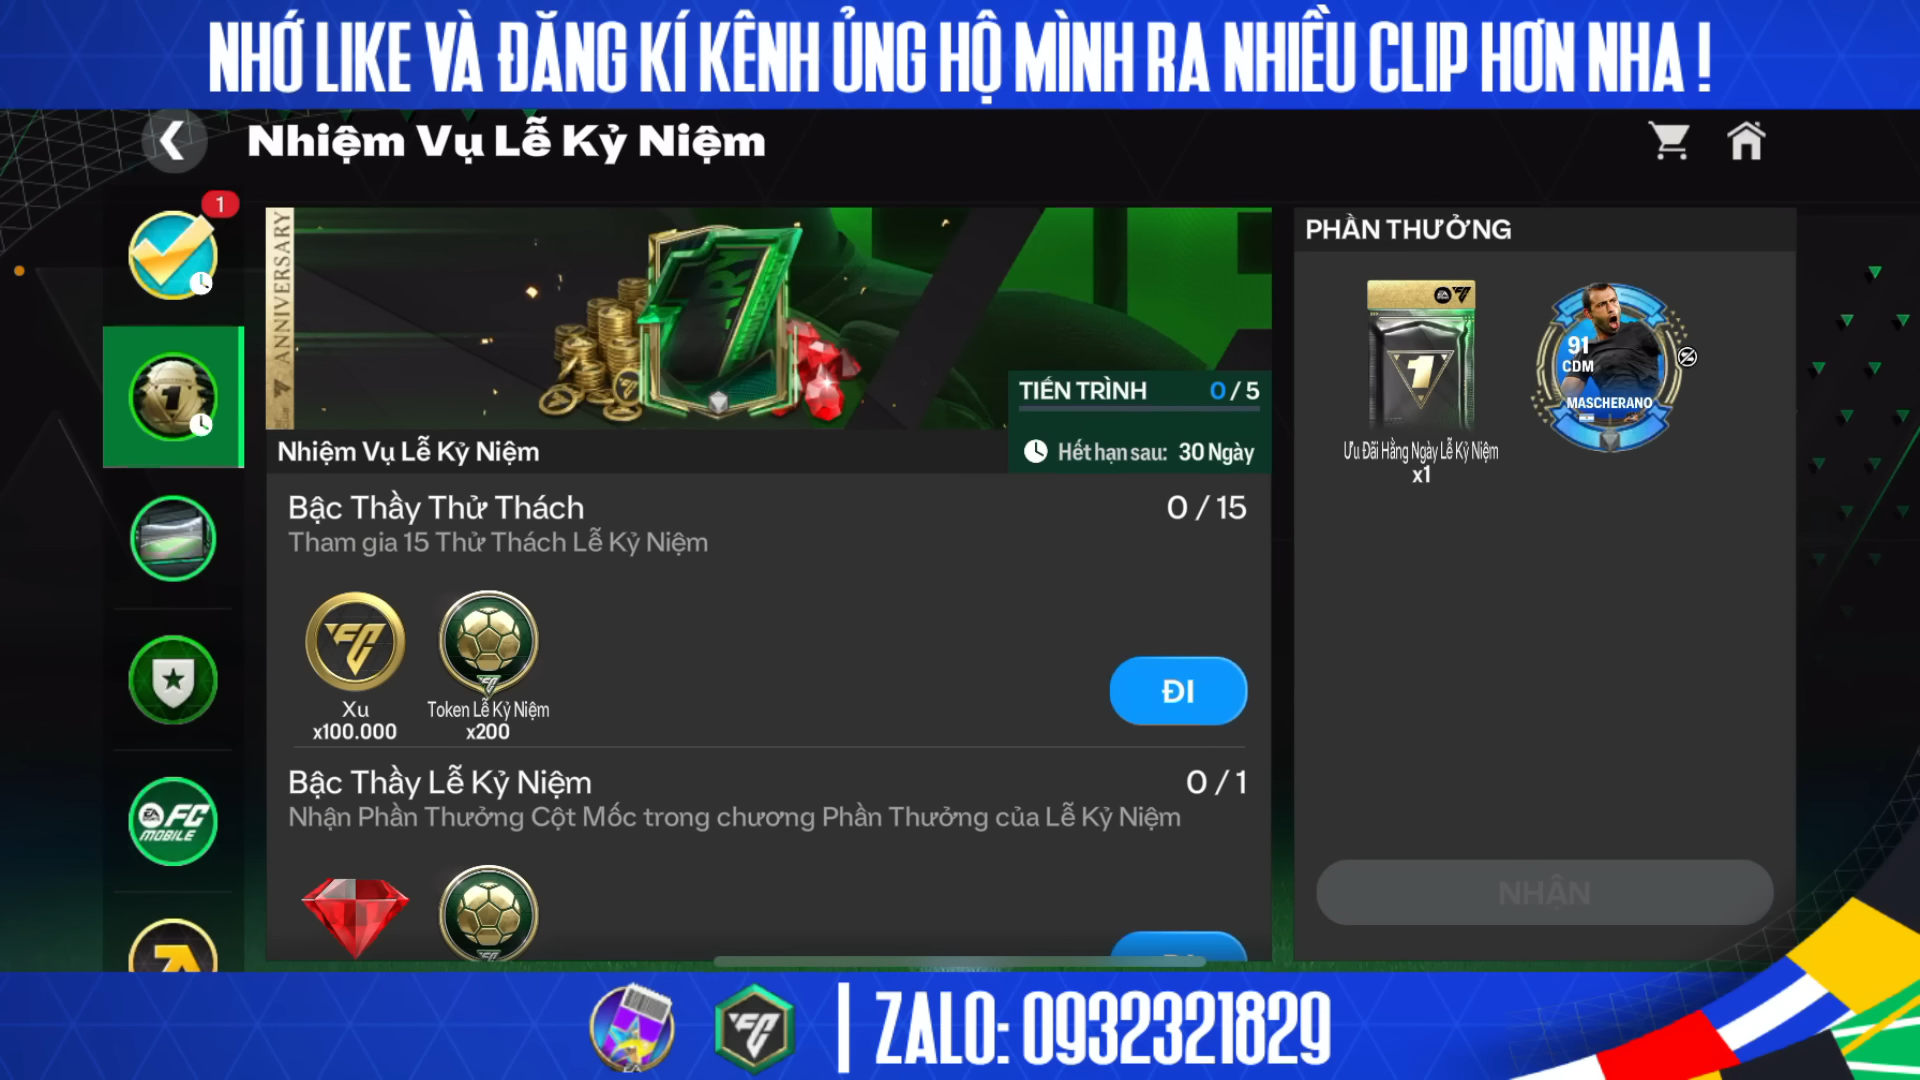 NHỚ LIKE VÀ ĐĂNG KÍ KÊNH ỦNG HỘ MÌNH RA NHIỀU CLIP HƠN NHA !
Nhiệm Vụ Lễ Kỷ Niệm
1
ANNIVERSARY
TIẾN TRÌNH 0 / 5
Hết hạn sau: 30 Ngày
Nhiệm Vụ Lễ Kỷ Niệm
Bậc Thầy Thử Thách 0 / 15
Tham gia 15 Thử Thách Lễ Kỷ Niệm
Xu
x100.000
Token Lễ Kỷ Niệm
x200
ĐI
Bậc Thầy Lễ Kỷ Niệm 0 / 1
Nhận Phần Thưởng Cột Mốc trong chương Phần Thưởng của Lễ Kỷ Niệm
PHẦN THƯỞNG
1
Ưu Đãi Hằng Ngày Lễ Kỷ Niệm
x1
91
CDM
MASCHERANO
NHẬN
1
FC
MOBILE
ZALO: 0932321829